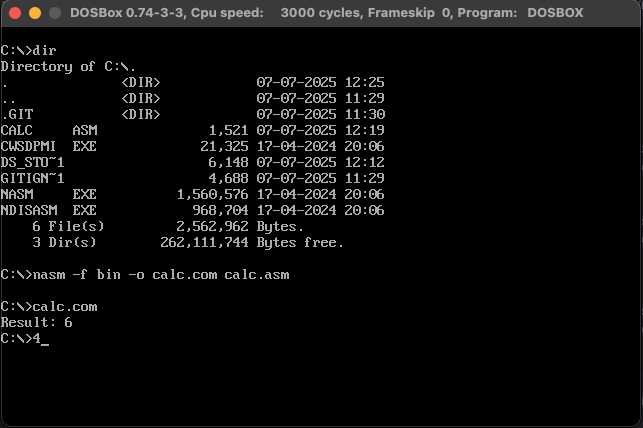 DOSBox 0.74-3-3, Cpu speed: 3000 cycles, Frameskip 0, Program: DOSBOX
C:\>dir
Directory of C:\.
. <DIR> 07-07-2025 12:25
.. <DIR> 07-07-2025 11:29
.GIT <DIR> 07-07-2025 11:30
CALC ASM 1,521 07-07-2025 12:19
CWSDPMI EXE 21,325 17-04-2024 20:06
DS_STO~1 6,148 07-07-2025 12:12
GITIGN~1 4,688 07-07-2025 11:29
NASM EXE 1,560,576 17-04-2024 20:06
NDISASM EXE 968,704 17-04-2024 20:06
6 File(s) 2,562,962 Bytes.
3 Dir(s) 262,111,744 Bytes free.
C:\>nasm -f bin -o calc.com calc.asm
C:\>calc.com
Result: 6
C:\>4_